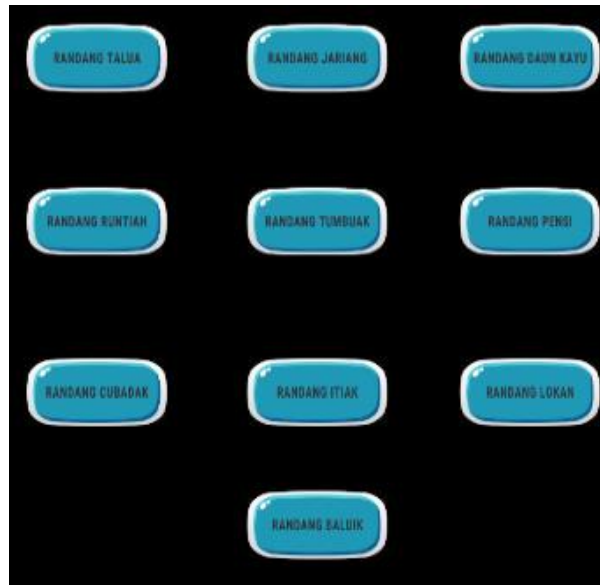 RANDANG TALUA
RANDANG JARIANG
RANDANG DAUN KAYU
RANDANG RUNTIAH
RANDANG TUMBUAK
RANDANG PENSI
RANDANG CUBADAK
RANDANG ITIAK
RANDANG LOKAN
RANDANG BALUIK